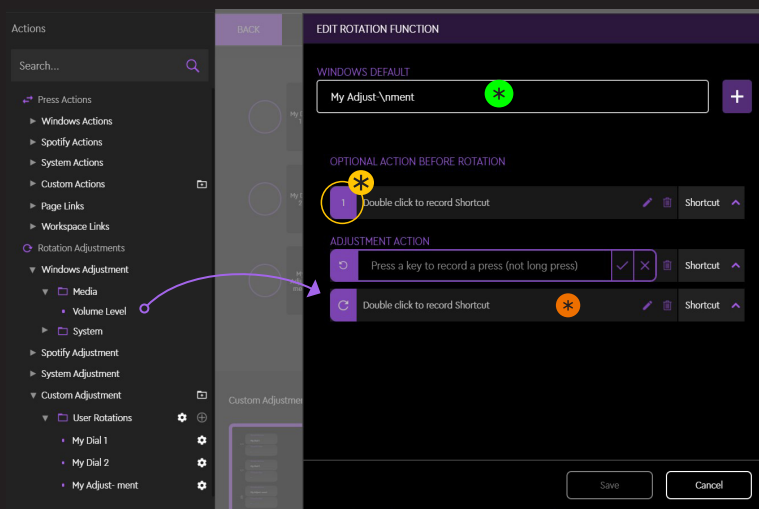 Actions
Search...
Press Actions
Windows Actions
Spotify Actions
System Actions
Custom Actions
Page Links
Workspace Links
Rotation Adjustments
Windows Adjustment
Media
Volume Level
System
Spotify Adjustment
System Adjustment
Custom Adjustment
User Rotations
My Dial 1
My Dial 2
My Adjust- ment
BACK
Custom Adjustme
EDIT ROTATION FUNCTION
WINDOWS DEFAULT
My Adjust-\nment
+
OPTIONAL ACTION BEFORE ROTATION
1 Double click to record Shortcut Shortcut
ADJUSTMENT ACTION
Press a key to record a press (not long press) Shortcut
Double click to record Shortcut Shortcut
Save Cancel